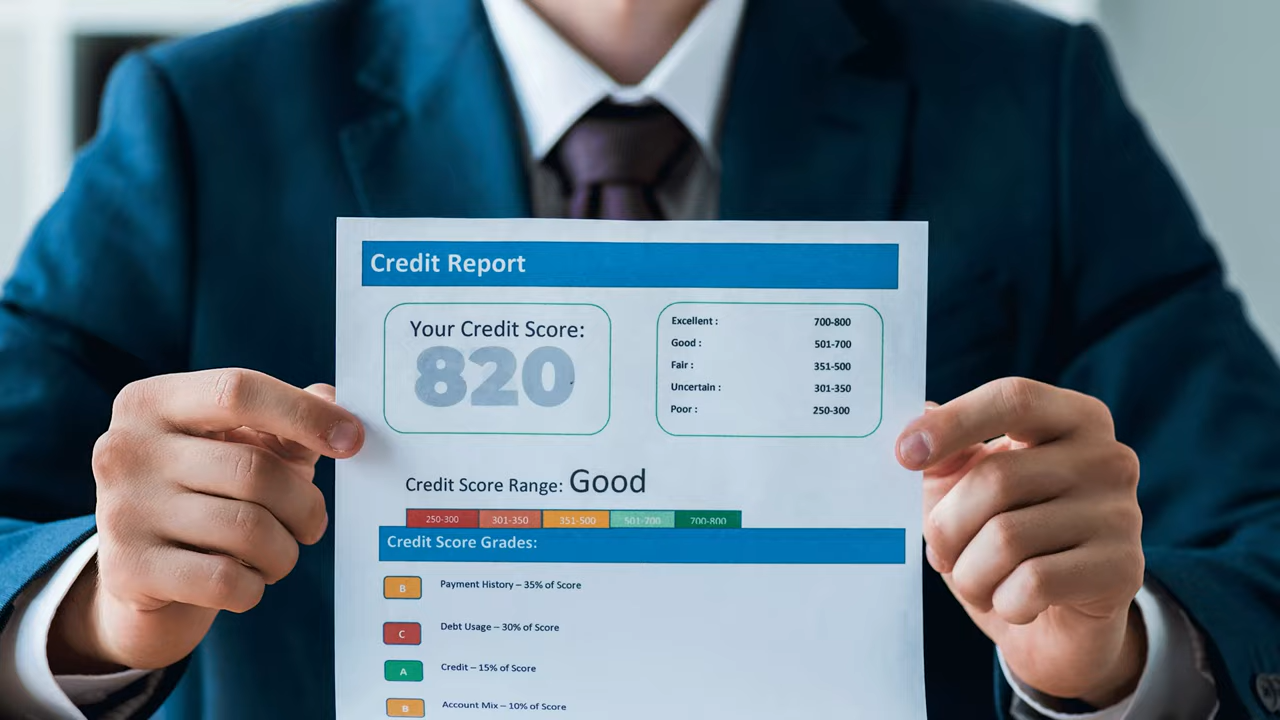 Credit Report
Your Credit Score:
820
Excellent : 700-800
Good : 501-700
Fair : 351-500
Uncertain : 301-350
Poor : 250-300
Credit Score Range: Good
250-300 301-350 351-500 501-700 700-800
Credit Score Grades:
B Payment History – 35% of Score
C Debt Usage – 30% of Score
A Credit – 15% of Score
B Account Mix – 10% of Score